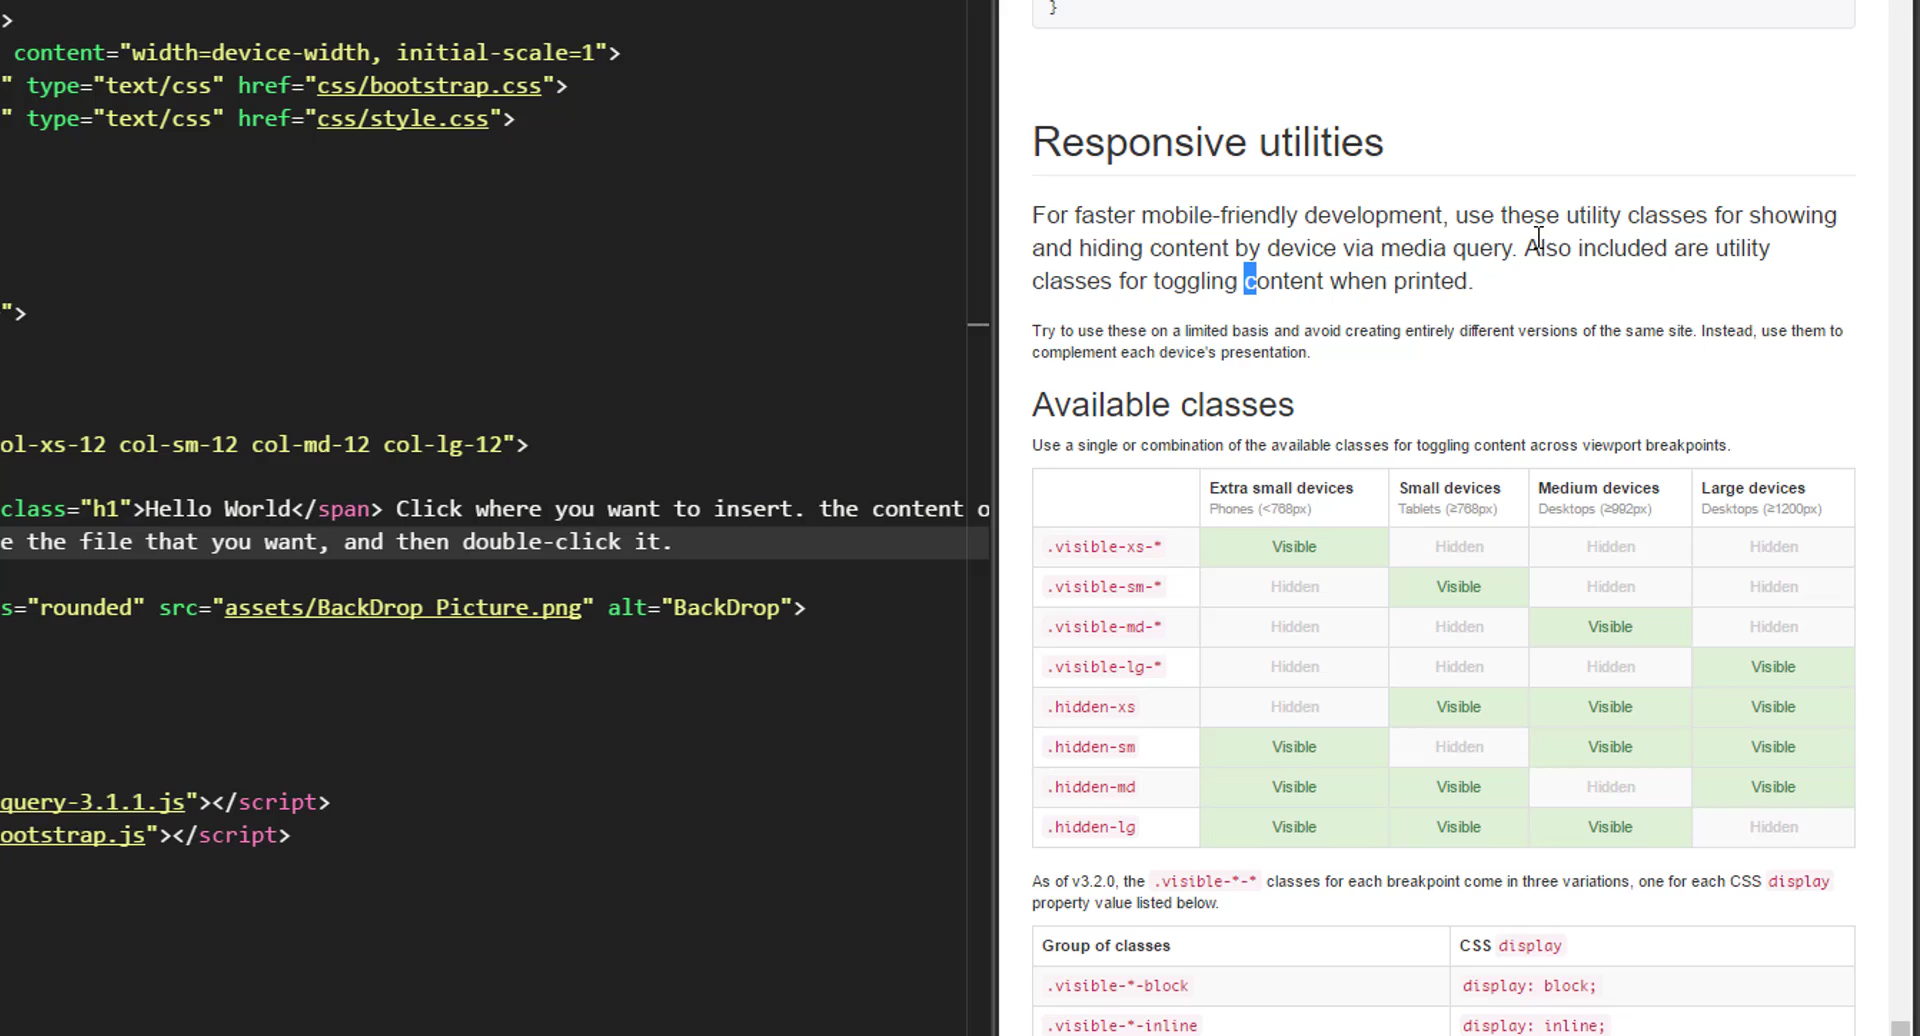 >
content="width=device-width, initial-scale=1">
" type="text/css" href="css/bootstrap.css">
" type="text/css" href="css/style.css">
">
ol-xs-12 col-sm-12 col-md-12 col-lg-12">
class="h1">Hello World</span> Click where you want to insert. the content o
e the file that you want, and then double-click it.
s="rounded" src="assets/BackDrop Picture.png" alt="BackDrop">
query-3.1.1.js"></script>
ootstrap.js"></script>
}
Responsive utilities
For faster mobile-friendly development, use these utility classes for showing
and hiding content by device via media query. Also included are utility
classes for toggling content when printed.
Try to use these on a limited basis and avoid creating entirely different versions of the same site. Instead, use them to
complement each device's presentation.
Available classes
Use a single or combination of the available classes for toggling content across viewport breakpoints.
Extra small devices Small devices Medium devices Large devices
Phones (<768px) Tablets (≥768px) Desktops (≥992px) Desktops (≥1200px)
.visible-xs-* Visible Hidden Hidden Hidden
.visible-sm-* Hidden Visible Hidden Hidden
.visible-md-* Hidden Hidden Visible Hidden
.visible-lg-* Hidden Hidden Hidden Visible
.hidden-xs Hidden Visible Visible Visible
.hidden-sm Visible Hidden Visible Visible
.hidden-md Visible Visible Hidden Visible
.hidden-lg Visible Visible Visible Hidden
As of v3.2.0, the .visible-*-* classes for each breakpoint come in three variations, one for each CSS display
property value listed below.
Group of classes CSS display
.visible-*-block display: block;
.visible-*-inline display: inline;